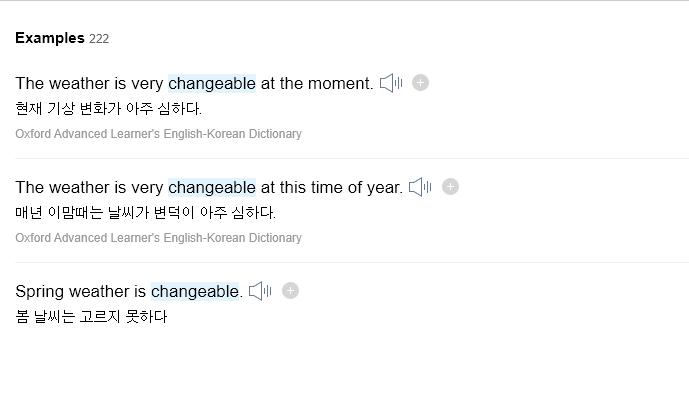 Examples 222
The weather is very changeable at the moment.
현재 기상 변화가 아주 심하다.
Oxford Advanced Learner's English-Korean Dictionary
The weather is very changeable at this time of year.
매년 이맘때는 날씨가 변덕이 아주 심하다.
Oxford Advanced Learner's English-Korean Dictionary
Spring weather is changeable.
봄 날씨는 고르지 못하다